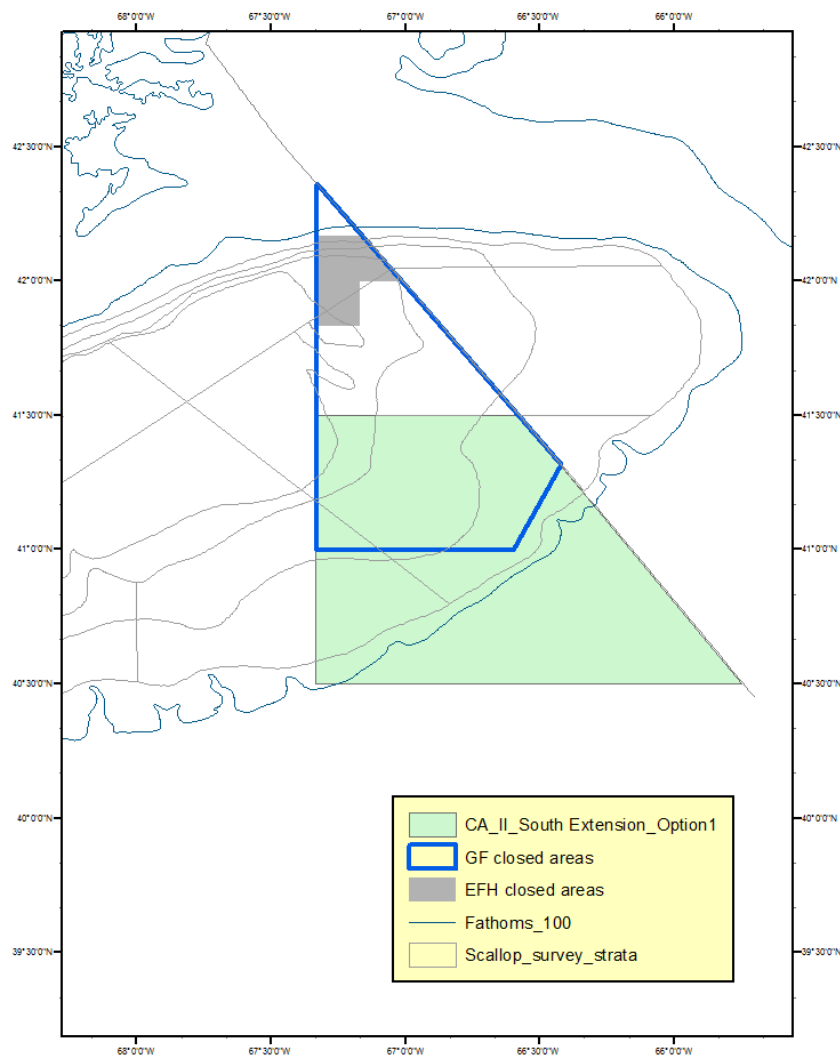 68°0'0"W 67°30'0"W 67°0'0"W 66°30'0"W 66°0'0"W
42°30'0"N 42°30'0"N
42°0'0"N 42°0'0"N
41°30'0"N 41°30'0"N
41°0'0"N 41°0'0"N
40°30'0"N 40°30'0"N
40°0'0"N 40°0'0"N
CA_II_South Extension_Option1
GF closed areas
EFH closed areas
Fathoms_100
Scallop_survey_strata
39°30'0"N 39°30'0"N
68°0'0"W 67°30'0"W 67°0'0"W 66°30'0"W 66°0'0"W